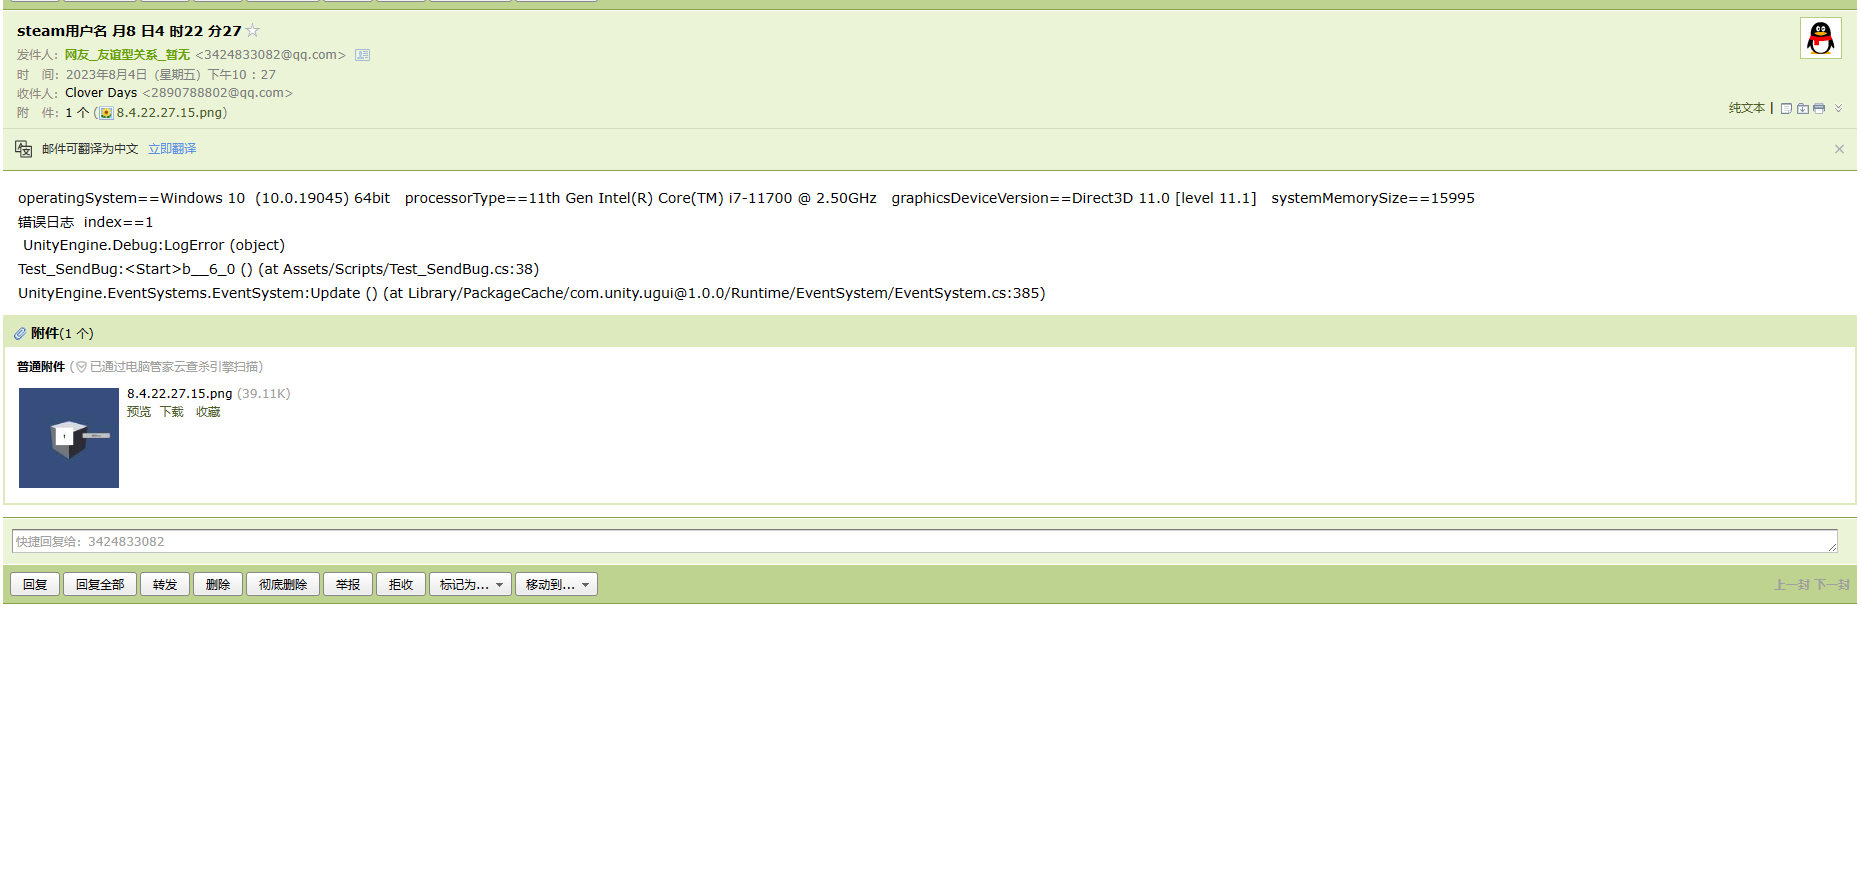 steam用户名 月8 日4 时22 分27
发件人：网友_友谊型关系_暂无 <3424833082@qq.com>
时 间：2023年8月4日（星期五）下午10：27
收件人：Clover Days <2890788802@qq.com>
附 件：1 个 (8.4.22.27.15.png)
纯文本 |
邮件可翻译为中文 立即翻译
operatingSystem==Windows 10  (10.0.19045) 64bit   processorType==11th Gen Intel(R) Core(TM) i7-11700 @ 2.50GHz   graphicsDeviceVersion==Direct3D 11.0 [level 11.1]   systemMemorySize==15995
错误日志  index==1
UnityEngine.Debug:LogError (object)
Test_SendBug:<Start>b__6_0 () (at Assets/Scripts/Test_SendBug.cs:38)
UnityEngine.EventSystems.EventSystem:Update () (at Library/PackageCache/com.unity.ugui@1.0.0/Runtime/EventSystem/EventSystem.cs:385)
附件(1 个)
普通附件 (已通过电脑管家云查杀引擎扫描)
8.4.22.27.15.png (39.11K)
预览 下载 收藏
快捷回复给：3424833082
回复 回复全部 转发 删除 彻底删除 举报 拒收 标记为... 移动到... 上一封 下一封